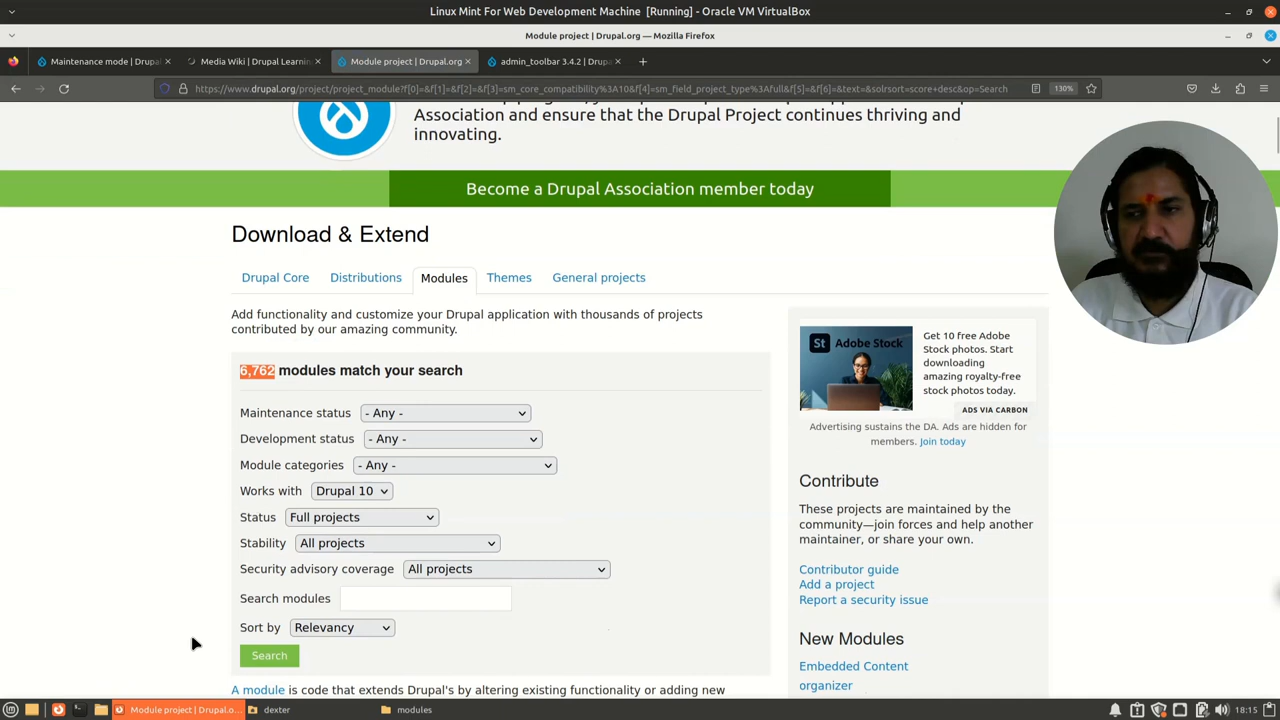 Linux Mint For Web Development Machine [Running] - Oracle VM VirtualBox
Module project | Drupal.org — Mozilla Firefox
Maintenance mode | Drupal
Media Wiki | Drupal Learnin
Module project | Drupal.org
admin_toolbar 3.4.2 | Drupa
https://www.drupal.org/project/project_module?f[0]=&f[1]=&f[2]=&f[3]=sm_core_compatibility%3A10&f[4]=sm_field_project_type%3Afull&f[5]=&f[6]=&text=&solrsort=score+desc&op=Search
130%
Association and ensure that the Drupal Project continues thriving and
innovating.
Become a Drupal Association member today
Download & Extend
Drupal Core
Distributions
Modules
Themes
General projects
Add functionality and customize your Drupal application with thousands of projects
contributed by our amazing community.
6,762 modules match your search
Maintenance status
- Any -
Development status
- Any -
Module categories
- Any -
Works with
Drupal 10
Status
Full projects
Stability
All projects
Security advisory coverage
All projects
Search modules
Sort by
Relevancy
Search
A module is code that extends Drupal's by altering existing functionality or adding new
St Adobe Stock
Get 10 free Adobe
Stock photos. Start
downloading
amazing royalty-free
stock photos today.
ADS VIA CARBON
Advertising sustains the DA. Ads are hidden for
members. Join today
Contribute
These projects are maintained by the
community—join forces and help another
maintainer, or share your own.
Contributor guide
Add a project
Report a security issue
New Modules
Embedded Content
organizer
Module project | Drupal.o...
dexter
modules
18:15